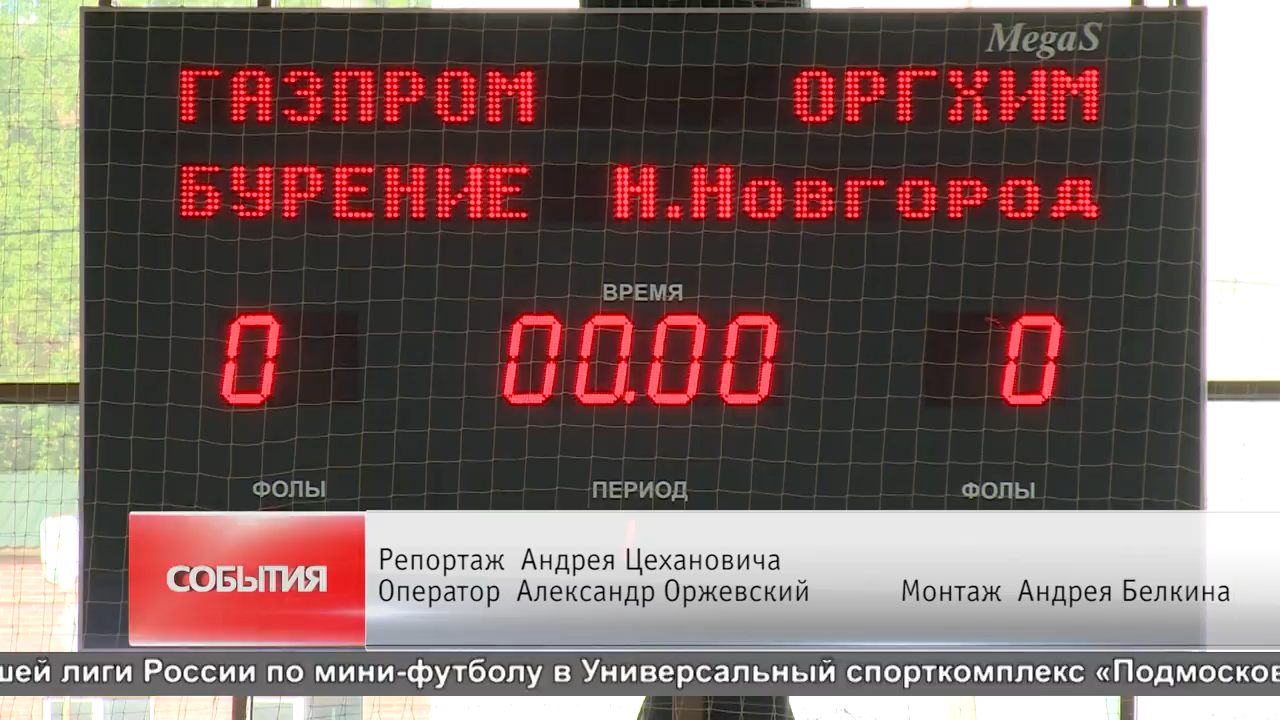 MegaS
ГАЗПРОМ ОРГХИМ
БУРЕНИЕ Н.Новгород
ВРЕМЯ
0 00.00 0
ФОЛЫ ПЕРИОД ФОЛЫ
СОБЫТИЯ
Репортаж Андрея Цехановича
Оператор Александр Оржевский Монтаж Андрея Белкина
шей лиги России по мини-футболу в Универсальный спорткомплекс «Подмосков